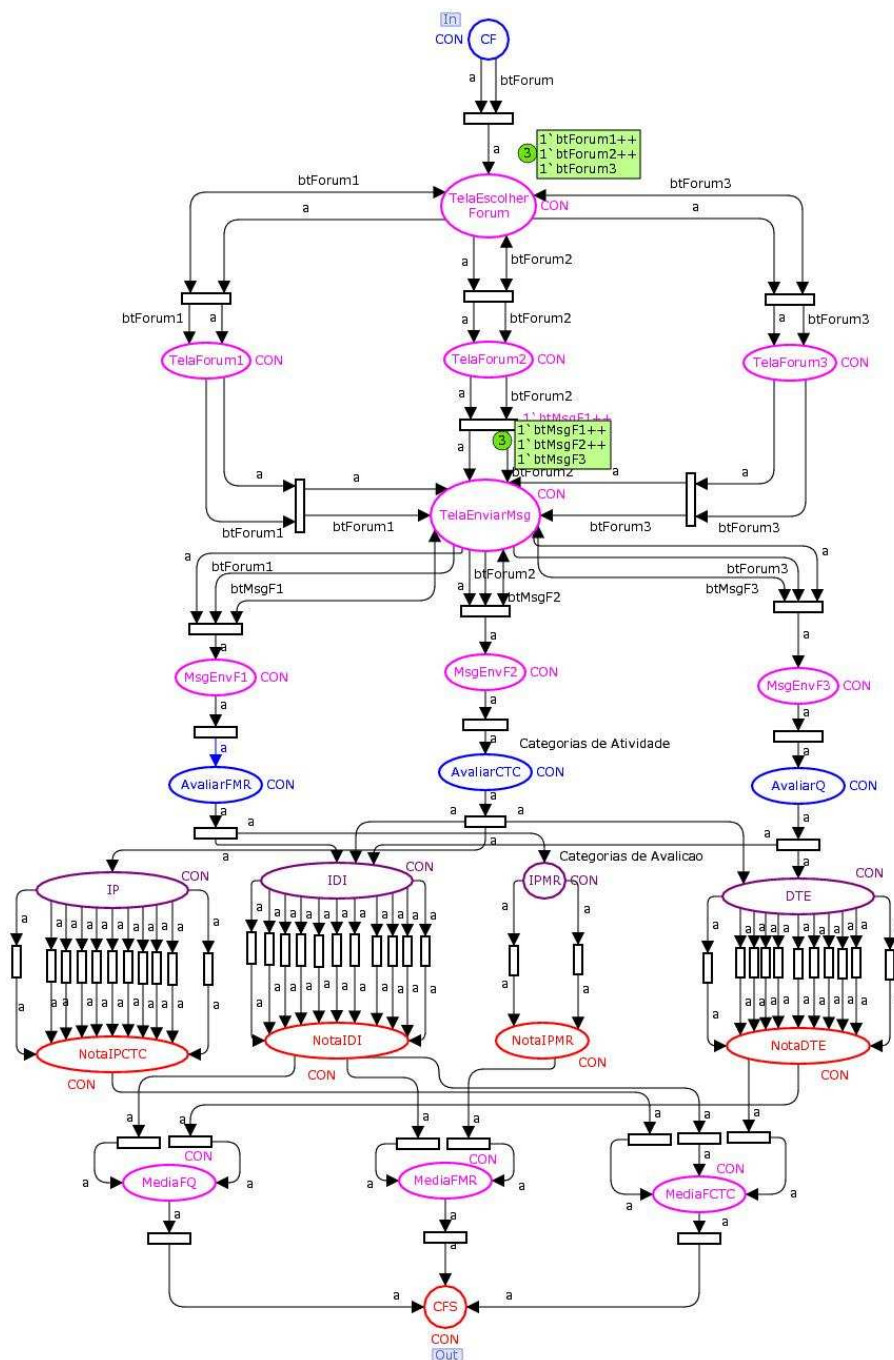 In
CON CF
a btForum
a
3 1`btForum1++
1`btForum2++
1`btForum3
btForum1 btForum3
TelaEscolher
Forum
CON
a a a
btForum2
btForum1 a a btForum2 a btForum3
TelaForum1 CON TelaForum2 CON TelaForum3 CON
a btForum2
1`btMsgF1++
3 1`btMsgF1++
1`btMsgF2++
1`btMsgF3
a btForum2
a a a a
CON
TelaEnviarMsg
btForum1 btForum1 btForum3 btForum3
a btForum1 a btForum2 btForum3 a
btMsgF1 btMsgF2 btMsgF3
a a a
MsgEnvF1 CON MsgEnvF2 CON MsgEnvF3 CON
a a a
a a a
Categorias de Atividade
AvaliarFMR CON AvaliarCTC CON AvaliarQ CON
a a a
a a a a
a a a
Categorias de Avalicao
CON CON CON
IP IDI IPMR CON DTE
a a a a a a a a a a a a a a a a a a a a a a a a a a a a a a a a
a a a a a a a a a a a a a a a a a a a a a a a a a a a a a a a a
NotaIPCTC NotaIDI NotaIPMR NotaDTE
CON CON CON CON
a a a a a a a
CON CON CON
a MediaFQ a a MediaFMR a a a MediaFCTC a
a a a
a
a CFS a
CON
Out